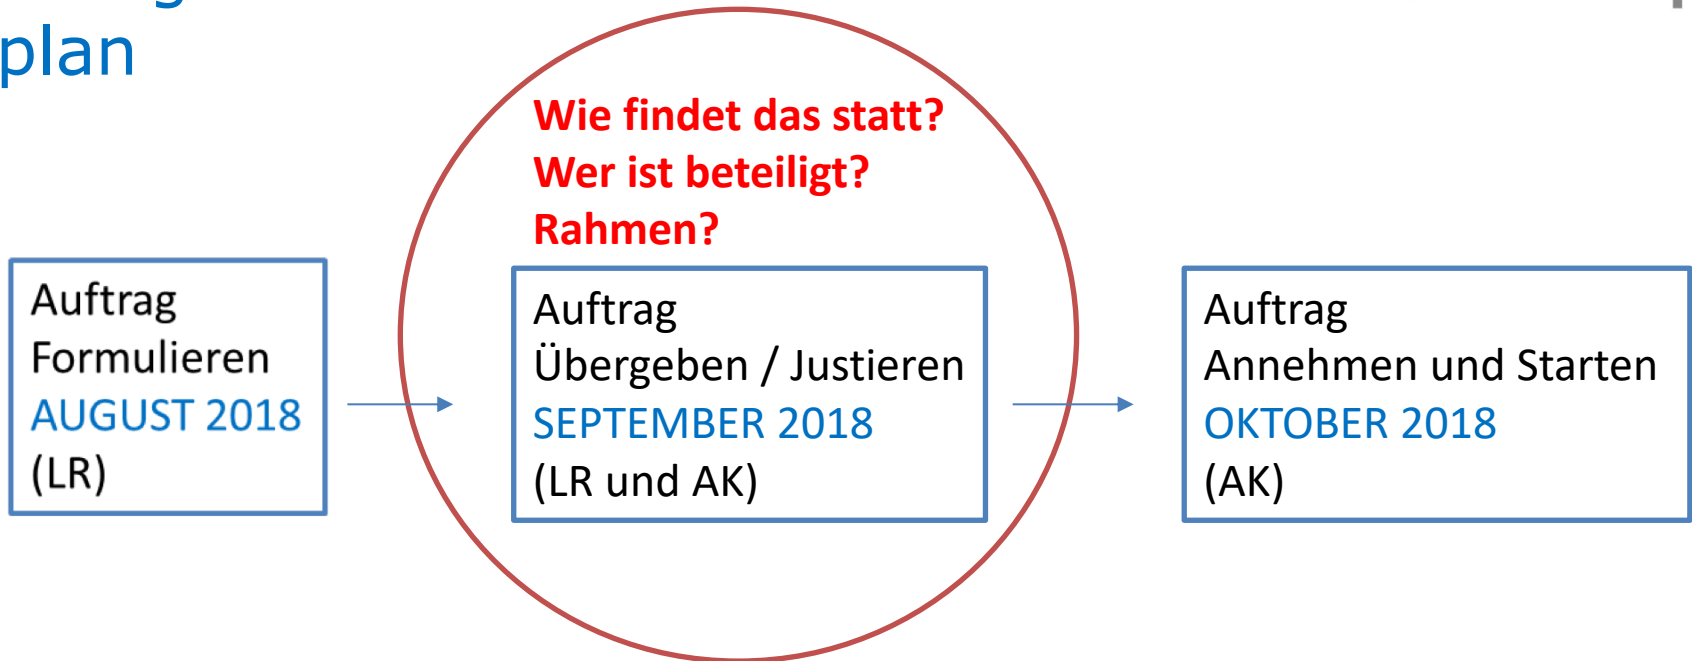 plan
Wie findet das statt?
Wer ist beteiligt?
Rahmen?
Auftrag
Formulieren
AUGUST 2018
(LR)
Auftrag
Übergeben / Justieren
SEPTEMBER 2018
(LR und AK)
Auftrag
Annehmen und Starten
OKTOBER 2018
(AK)